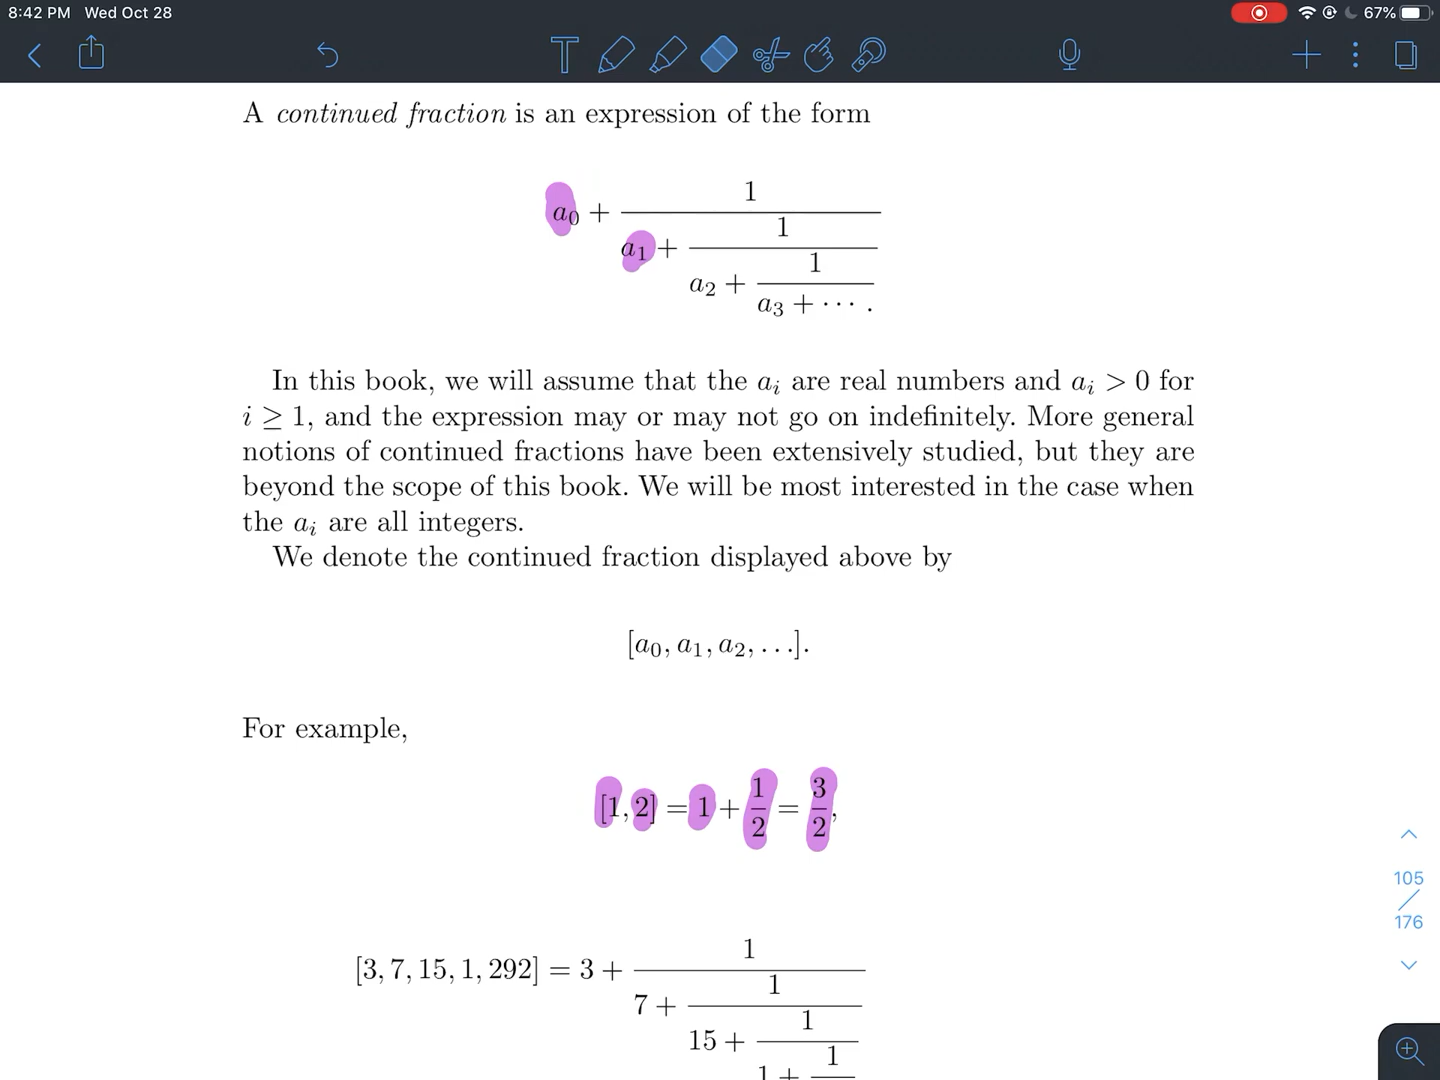 8:42 PM Wed Oct 28
67%
T
A continued fraction is an expression of the form
a₀ + 1
a₁ + 1
a₂ + 1
a₃ + ⋯ .
In this book, we will assume that the aᵢ are real numbers and aᵢ > 0 for
i ≥ 1, and the expression may or may not go on indefinitely. More general
notions of continued fractions have been extensively studied, but they are
beyond the scope of this book. We will be most interested in the case when
the aᵢ are all integers.
We denote the continued fraction displayed above by
[a₀, a₁, a₂, …].
For example,
[1, 2] = 1 + 1/2 = 3/2,
105
/
176
[3, 7, 15, 1, 292] = 3 + 1
7 + 1
15 + 1
1 + 1